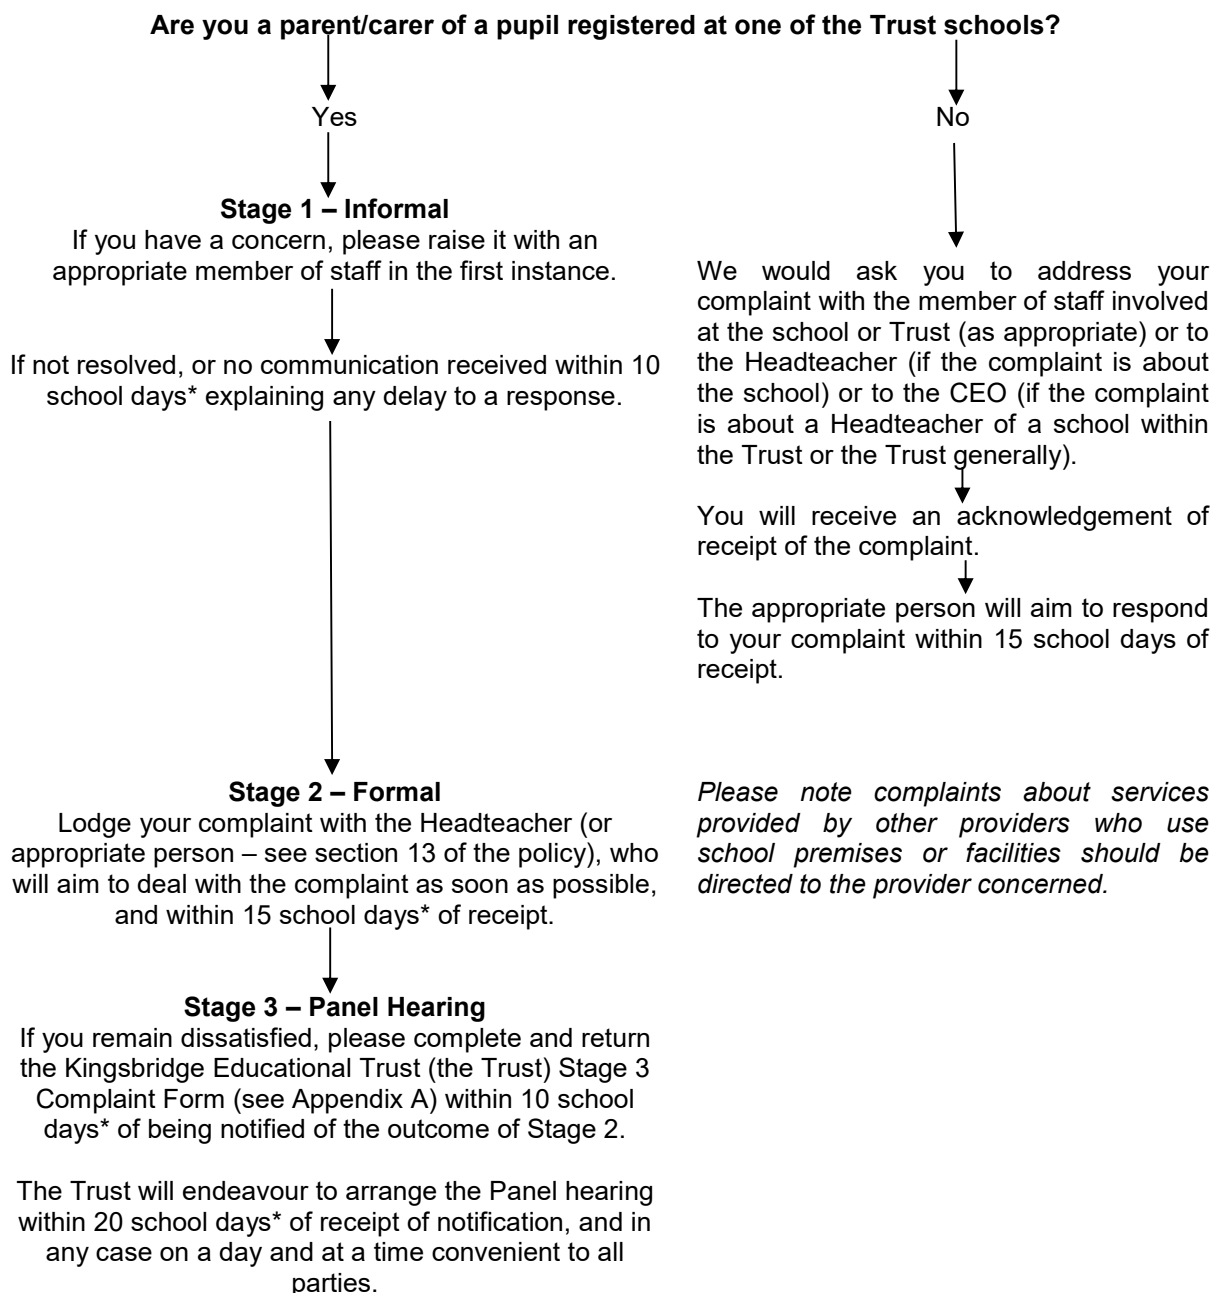 Are you a parent/carer of a pupil registered at one of the Trust schools?
Yes
Stage 1 – Informal
If you have a concern, please raise it with an
appropriate member of staff in the first instance.
If not resolved, or no communication received within 10
school days* explaining any delay to a response.
Stage 2 – Formal
Lodge your complaint with the Headteacher (or
appropriate person – see section 13 of the policy), who
will aim to deal with the complaint as soon as possible,
and within 15 school days* of receipt.
Stage 3 – Panel Hearing
If you remain dissatisfied, please complete and return
the Kingsbridge Educational Trust (the Trust) Stage 3
Complaint Form (see Appendix A) within 10 school
days* of being notified of the outcome of Stage 2.
The Trust will endeavour to arrange the Panel hearing
within 20 school days* of receipt of notification, and in
any case on a day and at a time convenient to all
parties.
No
We would ask you to address your
complaint with the member of staff involved
at the school or Trust (as appropriate) or to
the Headteacher (if the complaint is about
the school) or to the CEO (if the complaint
is about a Headteacher of a school within
the Trust or the Trust generally).
You will receive an acknowledgement of
receipt of the complaint.
The appropriate person will aim to respond
to your complaint within 15 school days of
receipt.
Please note complaints about services
provided by other providers who use
school premises or facilities should be
directed to the provider concerned.